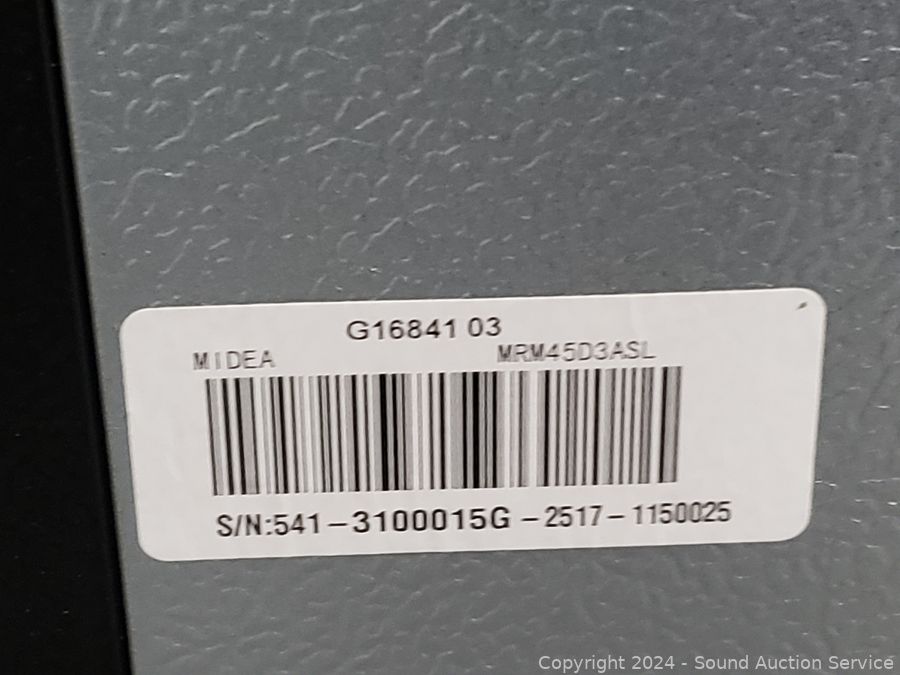 G16841 03
MIDEA MRM45D3ASL
S/N:541-3100015G-2517-1150025
Copyright 2024 - Sound Auction Service